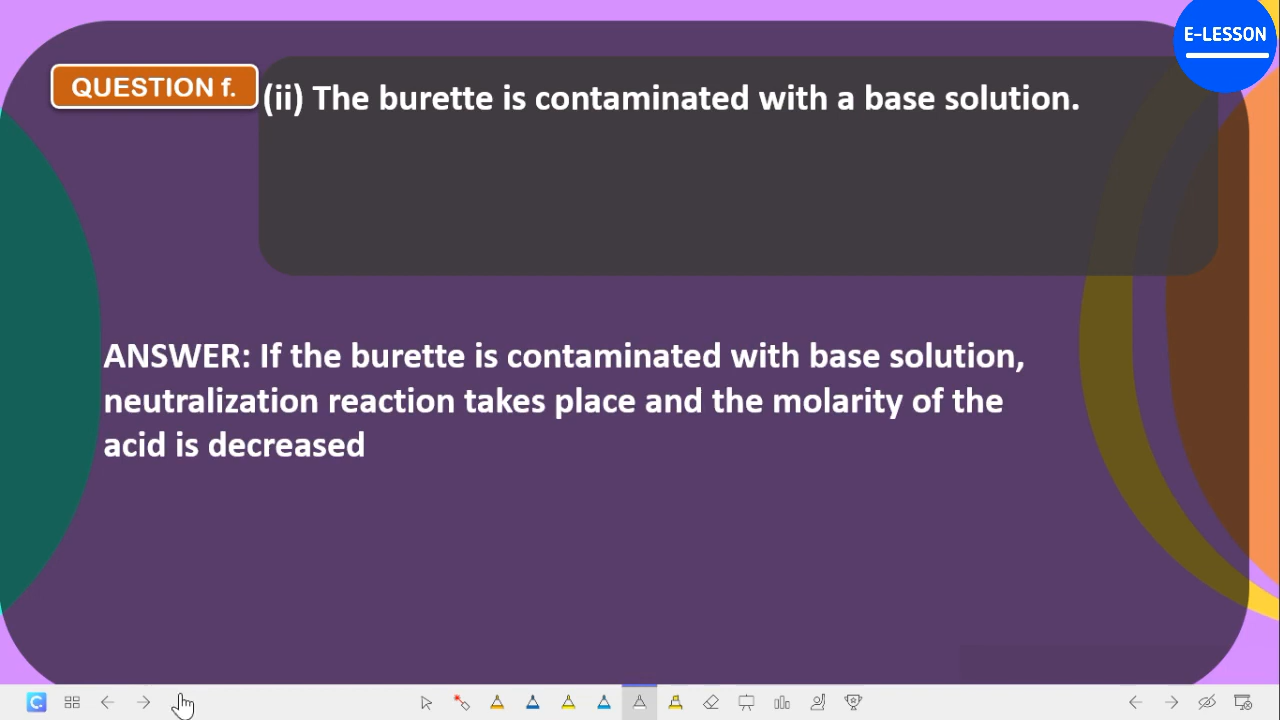 E-LESSON
QUESTION f.
(ii) The burette is contaminated with a base solution.
ANSWER: If the burette is contaminated with base solution,
neutralization reaction takes place and the molarity of the
acid is decreased